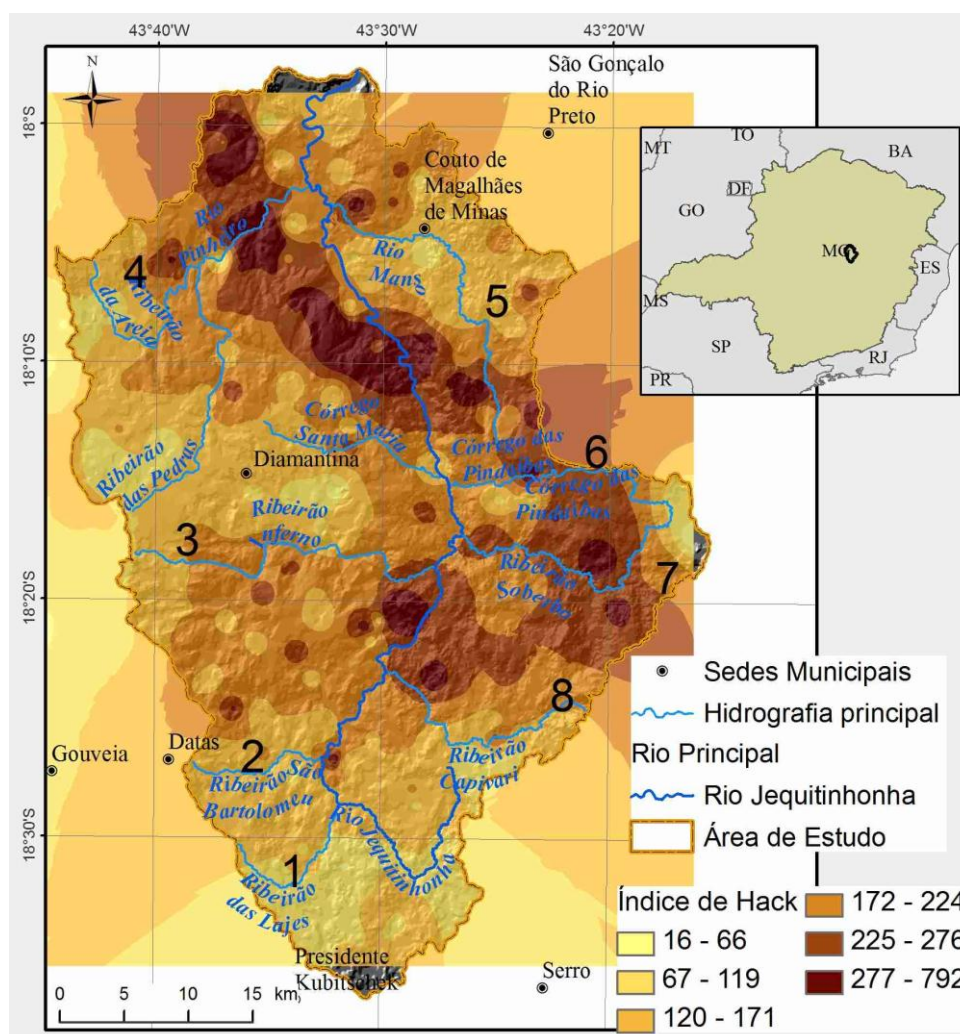 43°40'W
43°30'W
43°20'W
N
São Gonçalo
do Rio
Preto
18°S
Couto de
Magalhães
de Minas
Rio
Pinheiro
Rio
Manso
4
Ribeirão
da Areia
5
18°10'S
MT
TO
BA
DF
GO
MG
ES
MS
SP
RJ
PR
Córrego
Santa Maria
Córrego das
Pindaíbas
6
Córrego das
Pindaíbas
Ribeirão
das Pedras
Diamantina
Ribeirão
nferno
3
Ribeirão
Soberbo
7
18°20'S
8
Gouveia
Datas
2
Ribeirão São
Bartolomeu
Ribeirão
Capivari
18°30'S
Rio Jequitinhonha
1
Ribeirão
das Lajes
Presidente
Kubitschek
Serro
0 5 10 15 km
Sedes Municipais
Hidrografia principal
Rio Principal
Rio Jequitinhonha
Área de Estudo
Índice de Hack
16 - 66
67 - 119
120 - 171
172 - 224
225 - 276
277 - 792